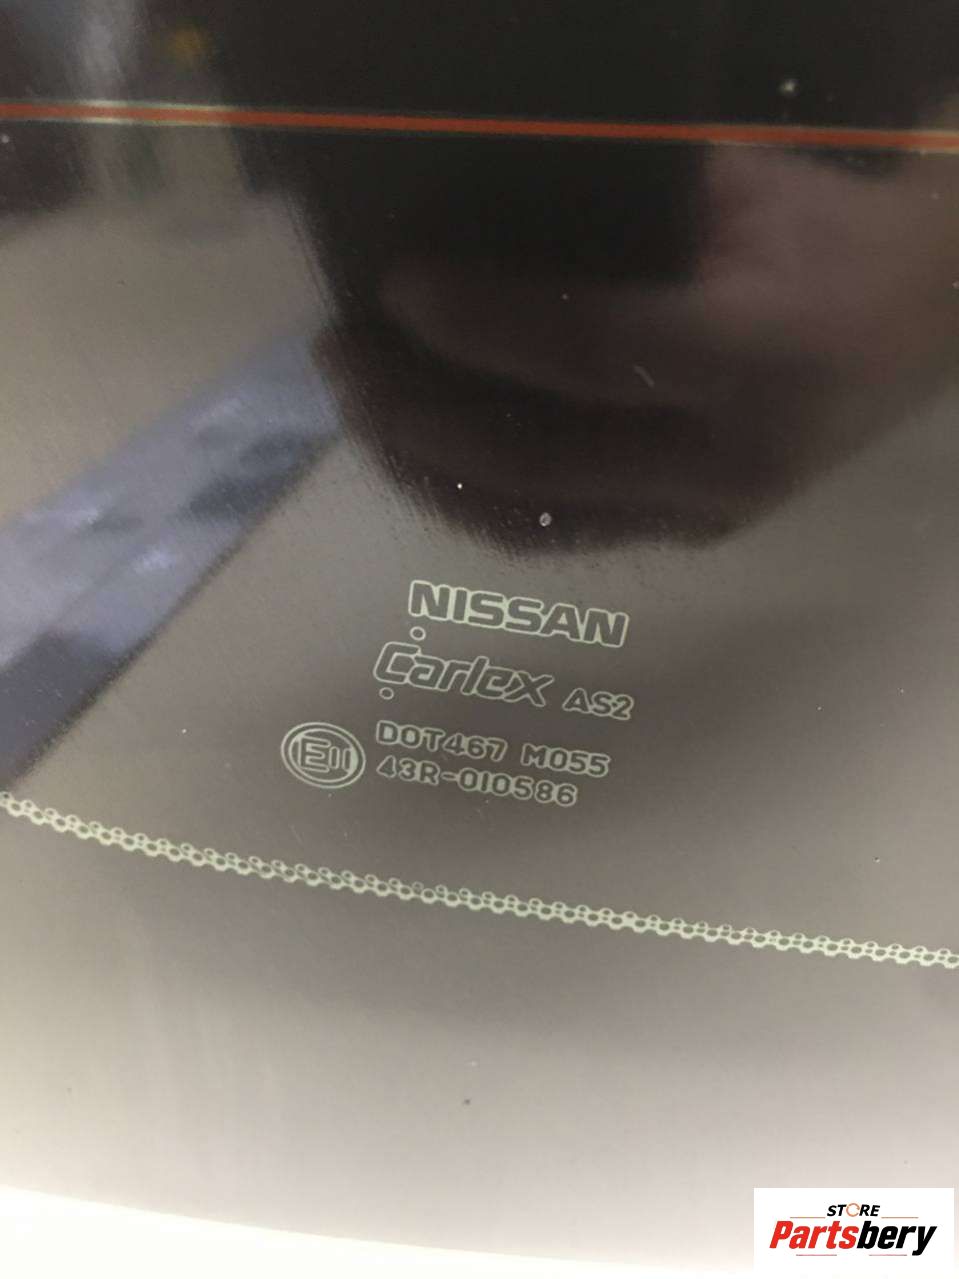 NISSAN
Carlex AS2
E11
DOT467 M055
43R-010586
STORE
Partsbery